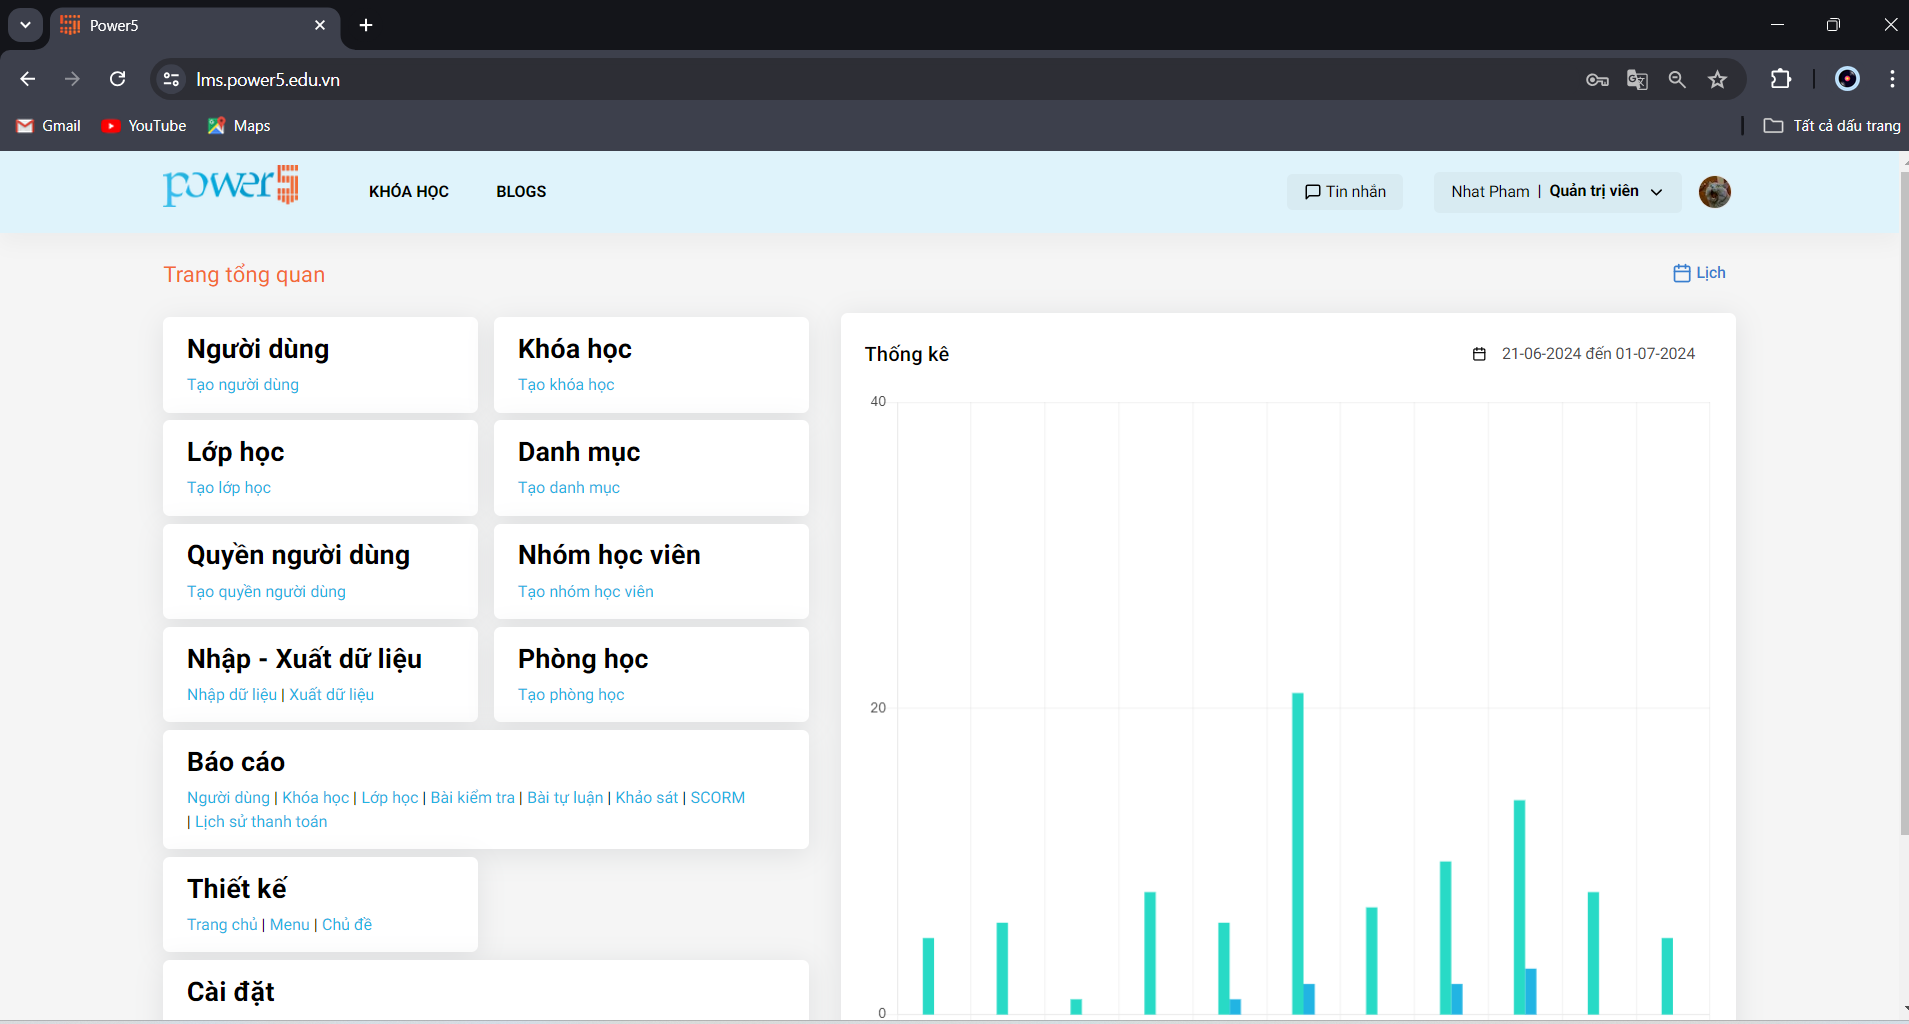 Power5
lms.power5.edu.vn
Gmail YouTube Maps Tất cả dấu trang
power5 KHÓA HỌC BLOGS Tin nhắn Nhat Pham | Quản trị viên
Trang tổng quan Lịch
Người dùng
Tạo người dùng
Khóa học
Tạo khóa học
Lớp học
Tạo lớp học
Danh mục
Tạo danh mục
Quyền người dùng
Tạo quyền người dùng
Nhóm học viên
Tạo nhóm học viên
Nhập - Xuất dữ liệu
Nhập dữ liệu | Xuất dữ liệu
Phòng học
Tạo phòng học
Báo cáo
Người dùng | Khóa học | Lớp học | Bài kiểm tra | Bài tự luận | Khảo sát | SCORM
| Lịch sử thanh toán
Thiết kế
Trang chủ | Menu | Chủ đề
Cài đặt
Thống kê 21-06-2024 đến 01-07-2024
40
20
0